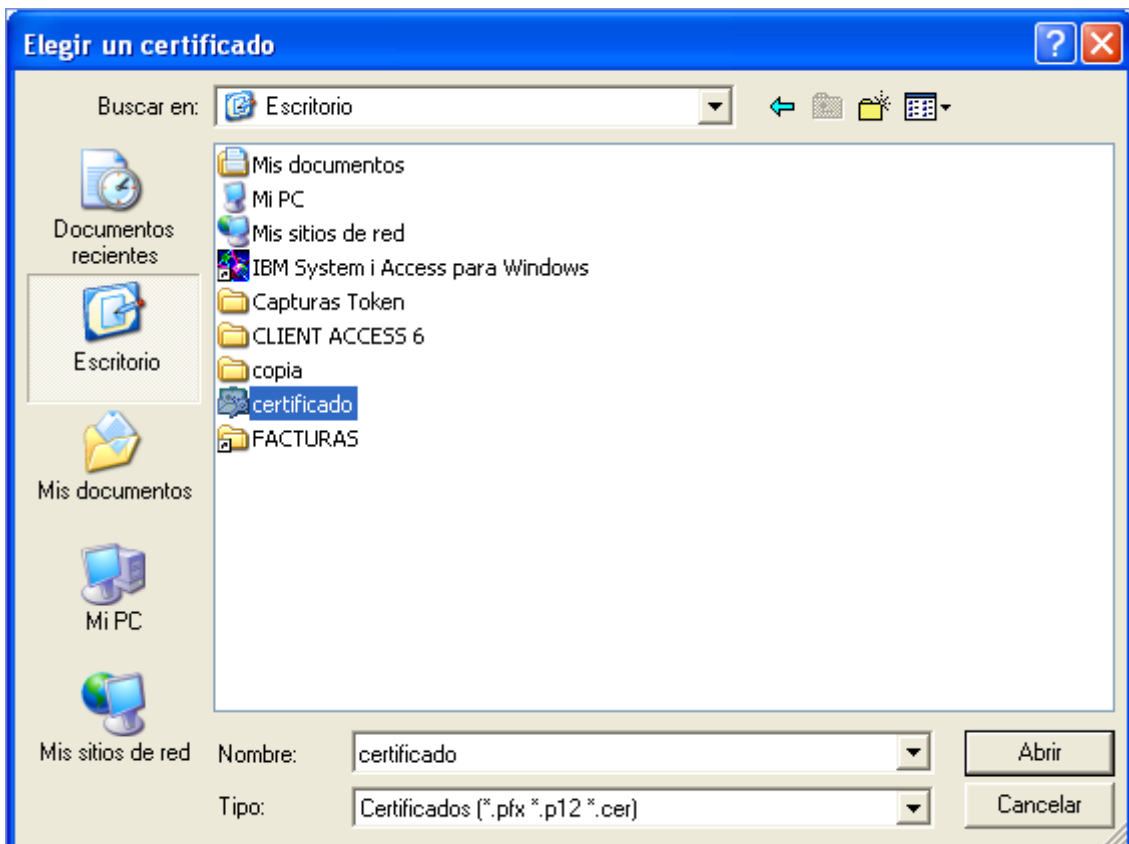 Elegir un certificado
Buscar en:
Escritorio
Documentos
recientes
Escritorio
Mis documentos
Mi PC
Mis sitios de red
Mis documentos
Mi PC
Mis sitios de red
IBM System i Access para Windows
Capturas Token
CLIENT ACCESS 6
copia
certificado
FACTURAS
Nombre:
certificado
Abrir
Tipo:
Certificados (*.pfx *.p12 *.cer)
Cancelar